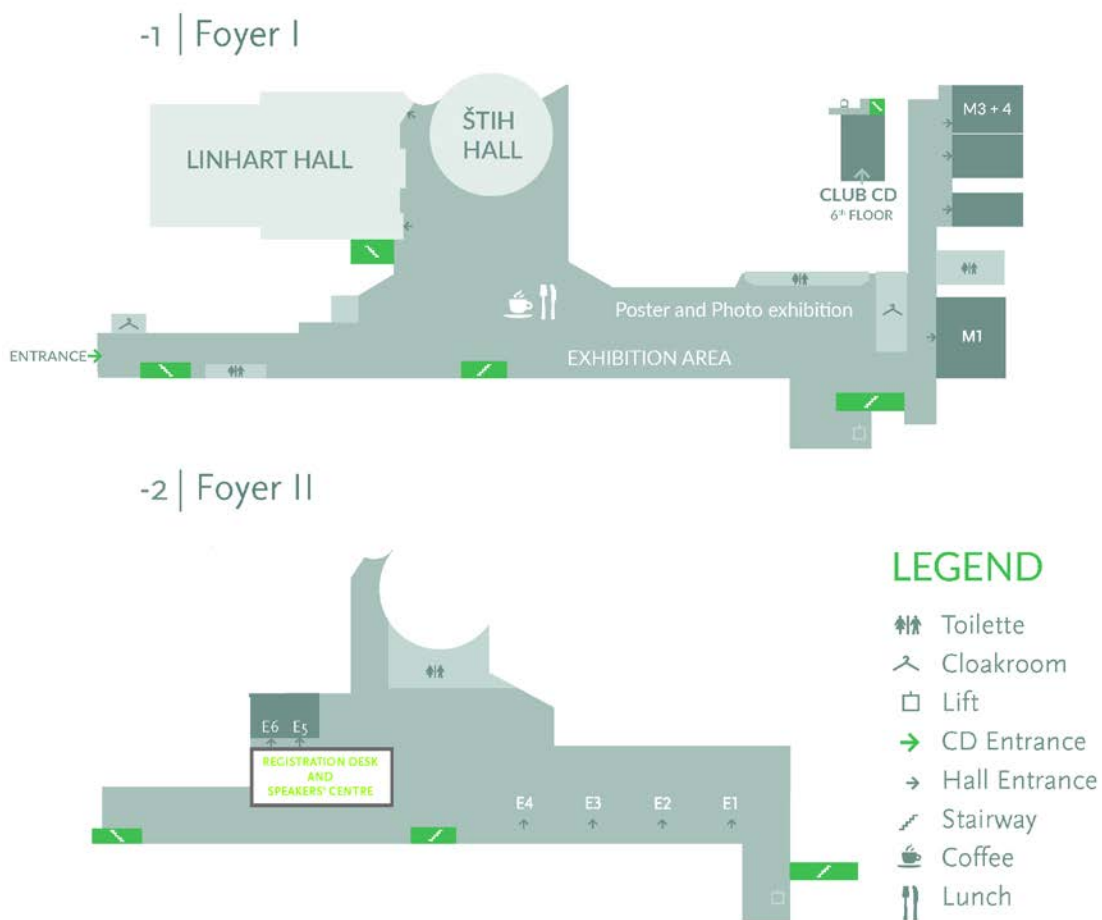 -1 | Foyer I
LINHART HALL
ŠTIH
HALL
M3 + 4
CLUB CD
6th FLOOR
Poster and Photo exhibition
ENTRANCE
EXHIBITION AREA
M1
-2 | Foyer II
LEGEND
Toilette
Cloakroom
Lift
CD Entrance
Hall Entrance
Stairway
Coffee
Lunch
E6 E5
REGISTRATION DESK
AND
SPEAKERS' CENTRE
E4 E3 E2 E1